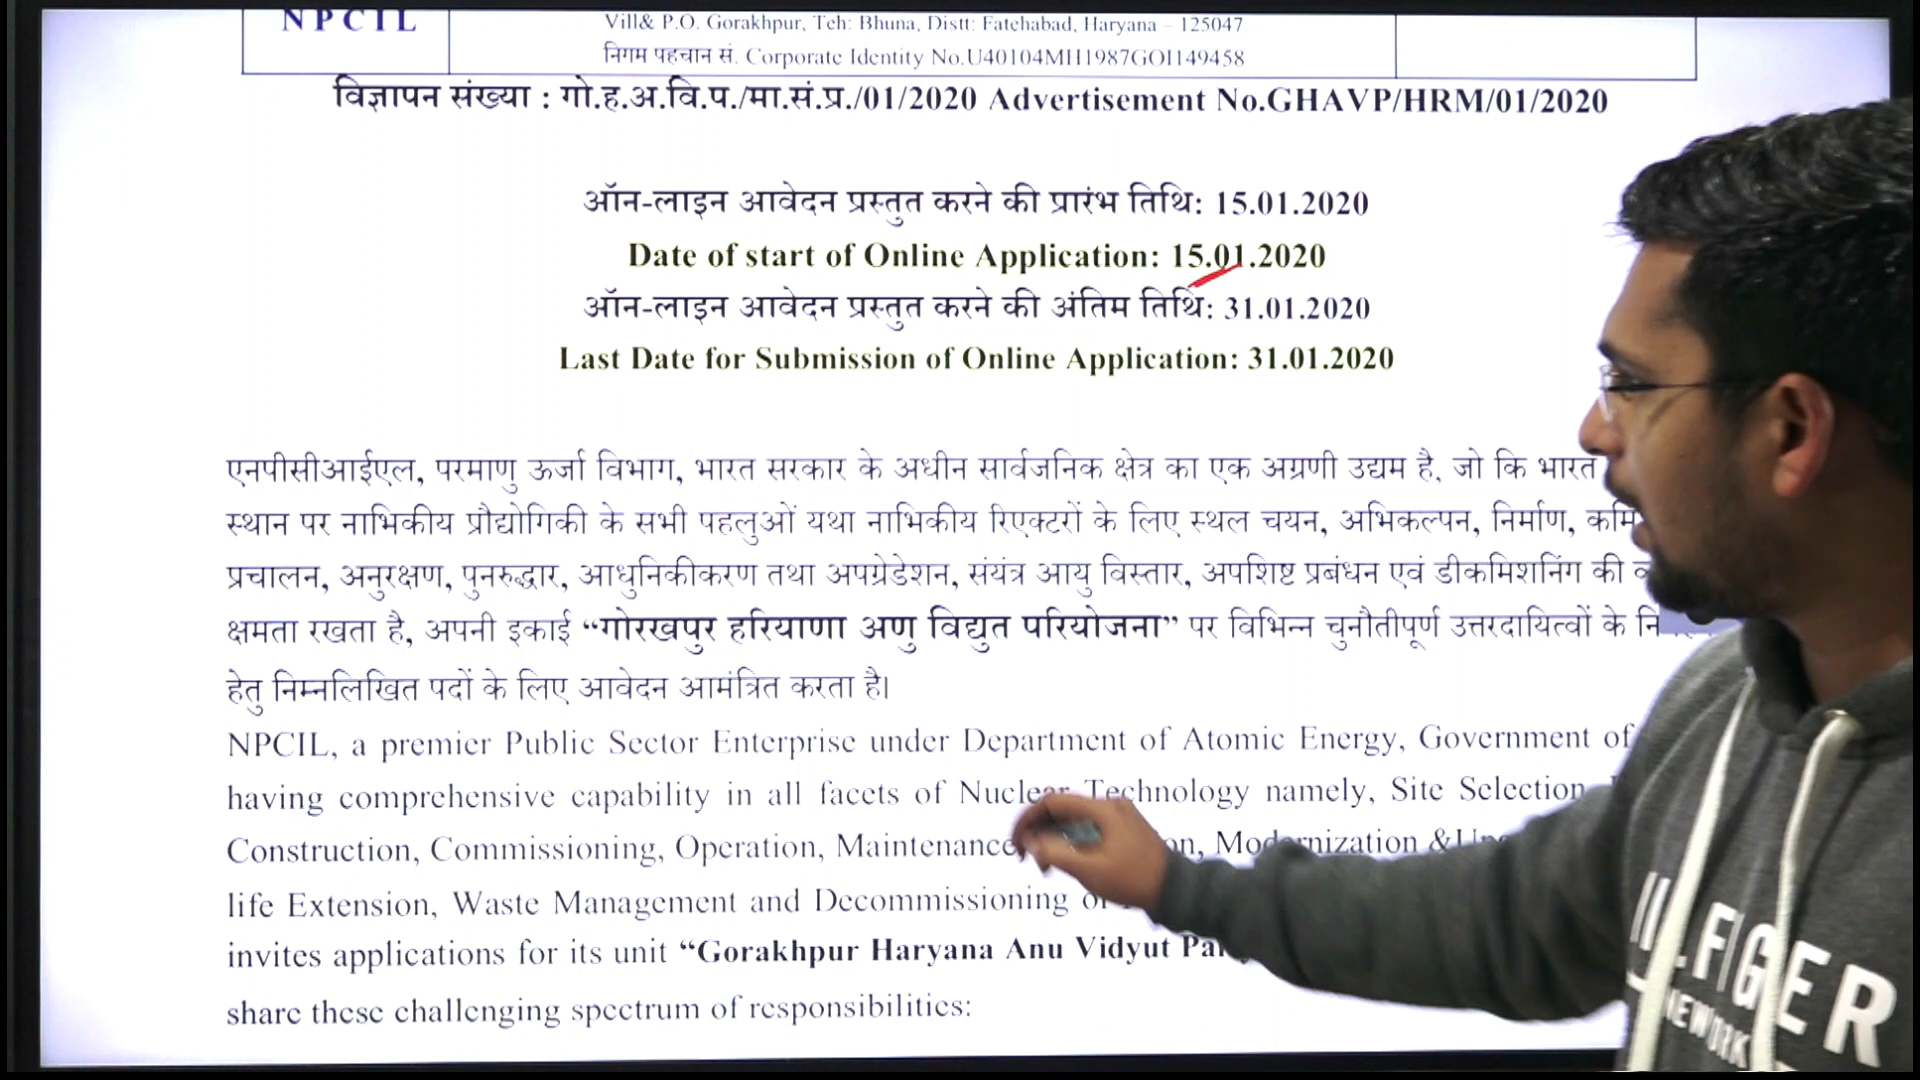 NPCIL
Vill& P.O. Gorakhpur, Teh: Bhuna, Distt: Fatehabad, Haryana – 125047
निगम पहचान सं. Corporate Identity No.U40104MH1987GOI149458
विज्ञापन संख्या : गो.ह.अ.वि.प./मा.सं.प्र./01/2020 Advertisement No.GHAVP/HRM/01/2020
ऑन-लाइन आवेदन प्रस्तुत करने की प्रारंभ तिथि: 15.01.2020
Date of start of Online Application: 15.01.2020
ऑन-लाइन आवेदन प्रस्तुत करने की अंतिम तिथि: 31.01.2020
Last Date for Submission of Online Application: 31.01.2020
एनपीसीआईएल, परमाणु ऊर्जा विभाग, भारत सरकार के अधीन सार्वजनिक क्षेत्र का एक अग्रणी उद्यम है, जो कि भारत
स्थान पर नाभिकीय प्रौद्योगिकी के सभी पहलुओं यथा नाभिकीय रिएक्टरों के लिए स्थल चयन, अभिकल्पन, निर्माण,
प्रचालन, अनुरक्षण, पुनरुद्धार, आधुनिकीकरण तथा अपग्रेडेशन, संयंत्र आयु विस्तार, अपशिष्ट प्रबंधन एवं डीकमिशनिंग की
क्षमता रखता है, अपनी इकाई “गोरखपुर हरियाणा अणु विद्युत परियोजना” पर विभिन्न चुनौतीपूर्ण उत्तरदायित्वों के
हेतु निम्नलिखित पदों के लिए आवेदन आमंत्रित करता है।
NPCIL, a premier Public Sector Enterprise under Department of Atomic Energy, Government of
having comprehensive capability in all facets of Nuclear Technology namely, Site Selection
Construction, Commissioning, Operation, Maintenance, Modernization &
life Extension, Waste Management and Decommissioning
invites applications for its unit “Gorakhpur Haryana Anu Vidyut
share these challenging spectrum of responsibilities: